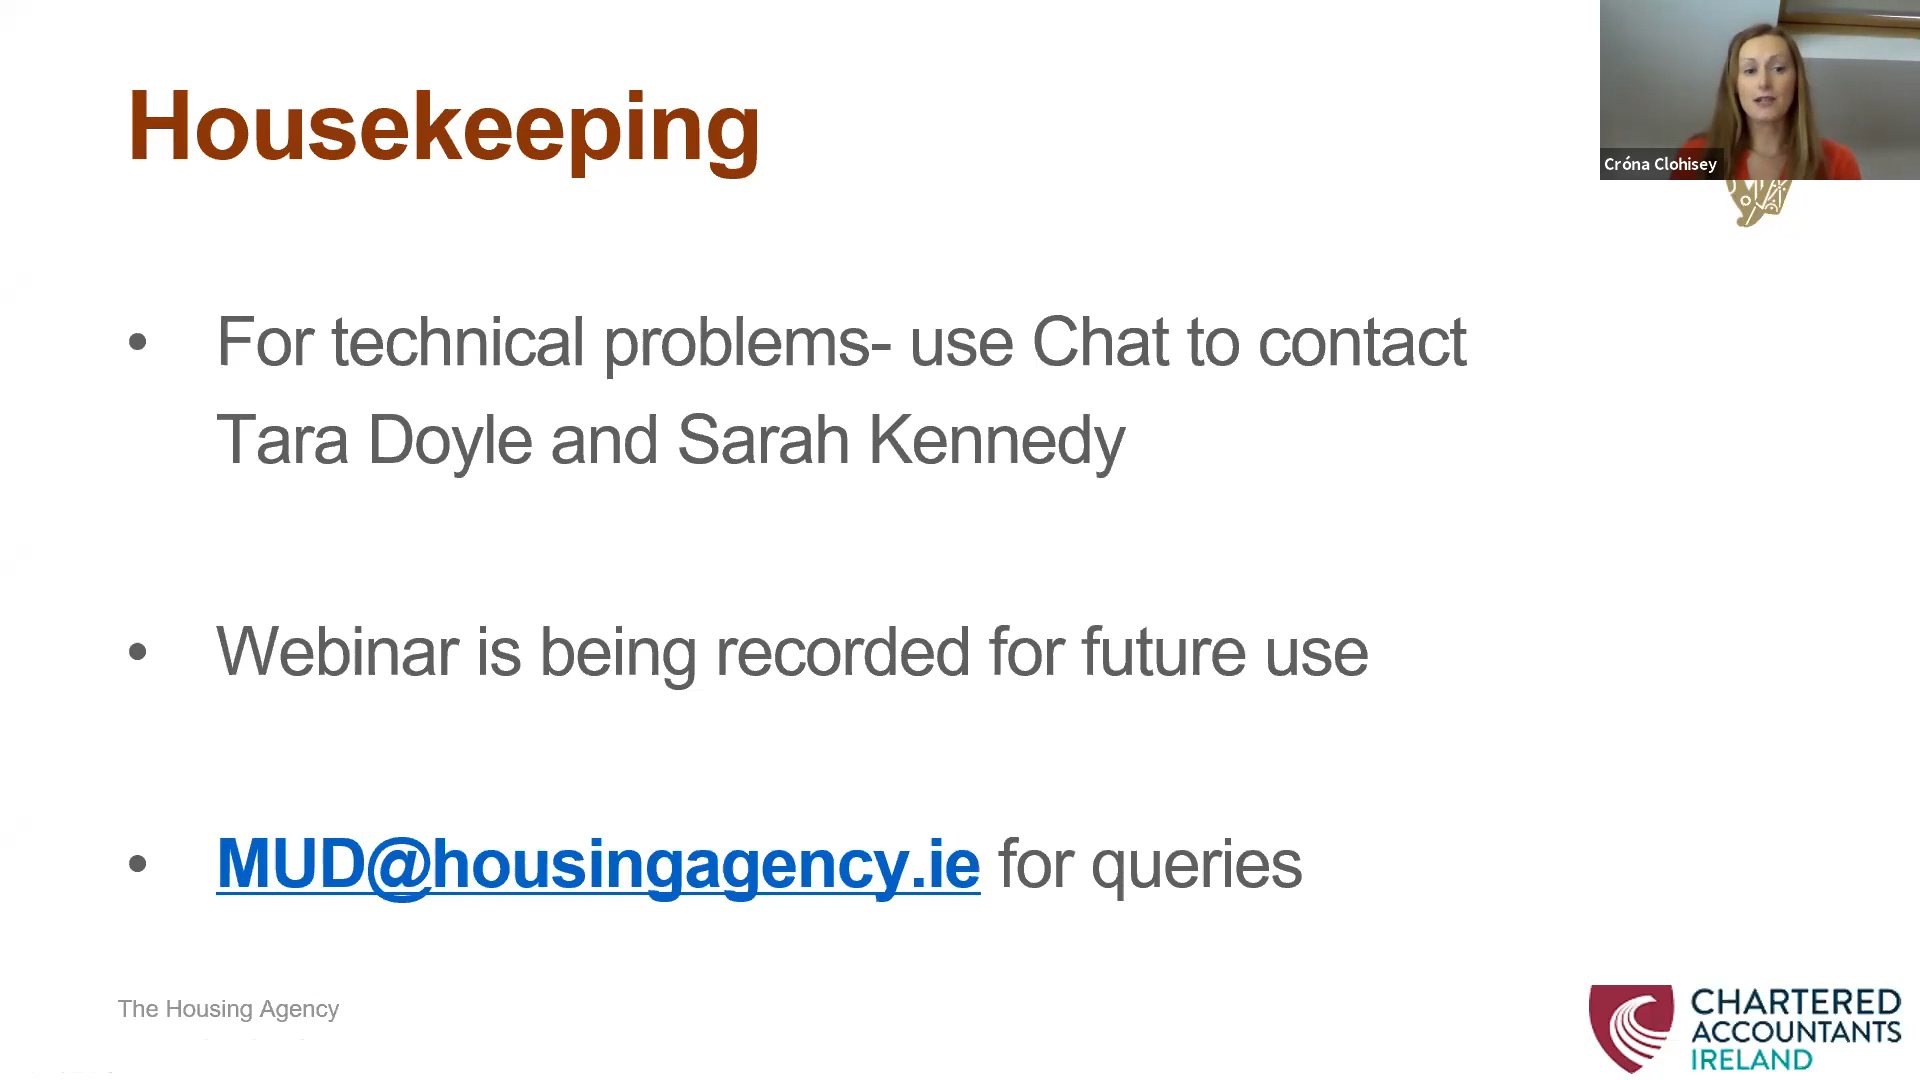 Housekeeping
Cróna Clohisey
• For technical problems- use Chat to contact
Tara Doyle and Sarah Kennedy
• Webinar is being recorded for future use
• MUD@housingagency.ie for queries
The Housing Agency
CHARTERED
ACCOUNTANTS
IRELAND